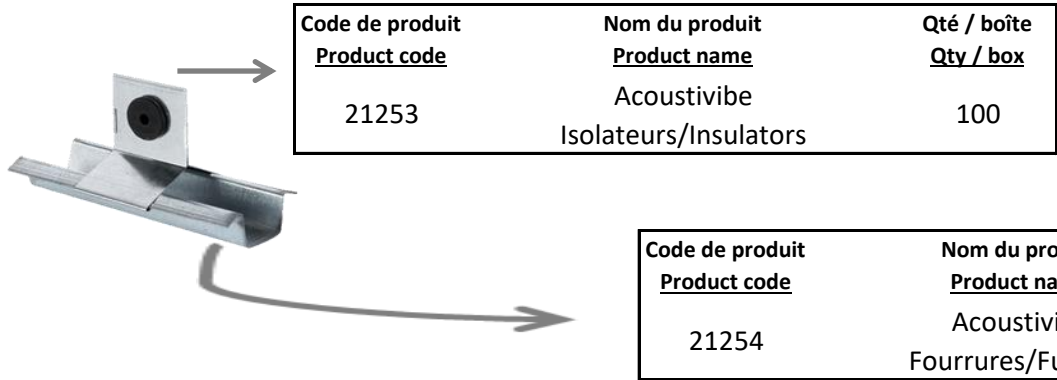 Code de produit Nom du produit Qté / boîte
Product code Product name Qty / box
21253 Acoustivibe 100
Isolateurs/Insulators
Code de produit
Product code
21254